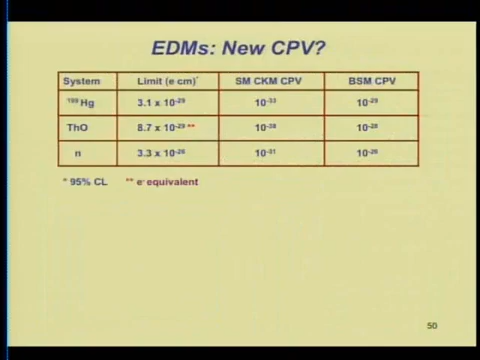 EDMs: New CPV?
System Limit (e cm)* SM CKM CPV BSM CPV
¹⁹⁹Hg 3.1 x 10⁻²⁹ 10⁻³³ 10⁻²⁹
ThO 8.7 x 10⁻²⁹ ** 10⁻³⁸ 10⁻²⁸
n 3.3 x 10⁻²⁶ 10⁻³¹ 10⁻²⁶
* 95% CL ** e⁻ equivalent
50